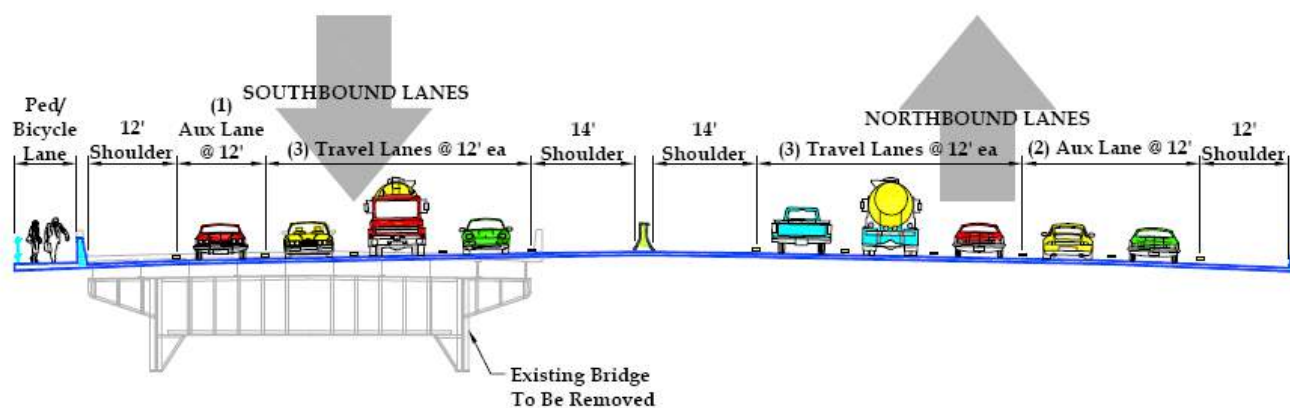 SOUTHBOUND LANES
NORTHBOUND LANES
Ped/
Bicycle
Lane
12'
Shoulder
(1)
Aux Lane
@ 12'
(3) Travel Lanes @ 12' ea
14'
Shoulder
14'
Shoulder
(3) Travel Lanes @ 12' ea
(2) Aux Lane @ 12'
12'
Shoulder
Existing Bridge
To Be Removed